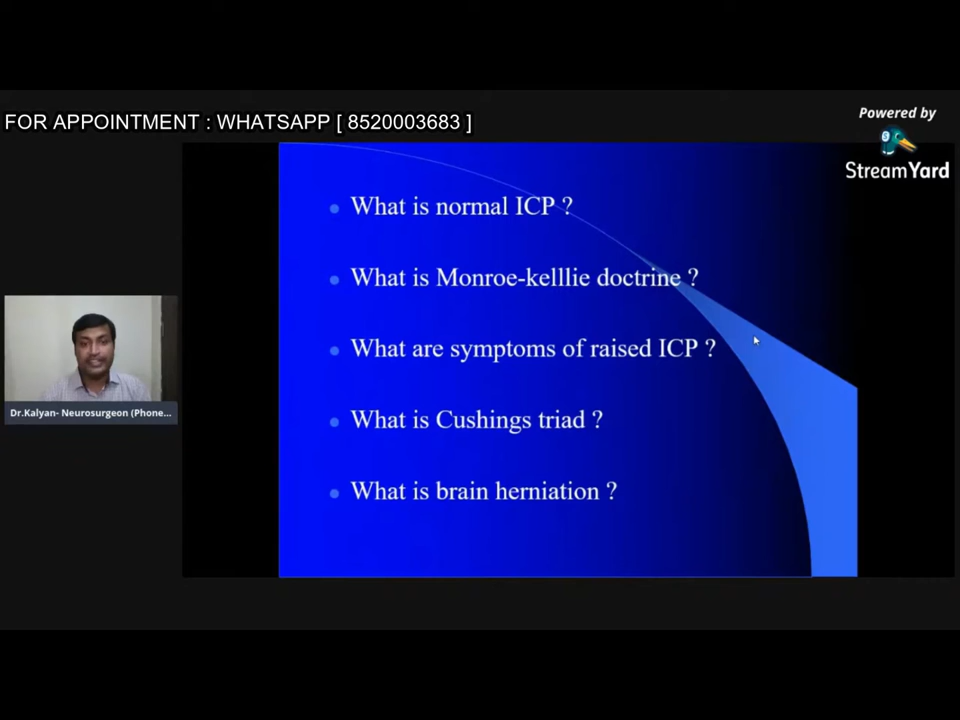 FOR APPOINTMENT : WHATSAPP [ 8520003683 ]
Powered by
StreamYard
What is normal ICP ?
What is Monroe-kelllie doctrine ?
What are symptoms of raised ICP ?
What is Cushings triad ?
What is brain herniation ?
Dr.Kalyan- Neurosurgeon (Phone...